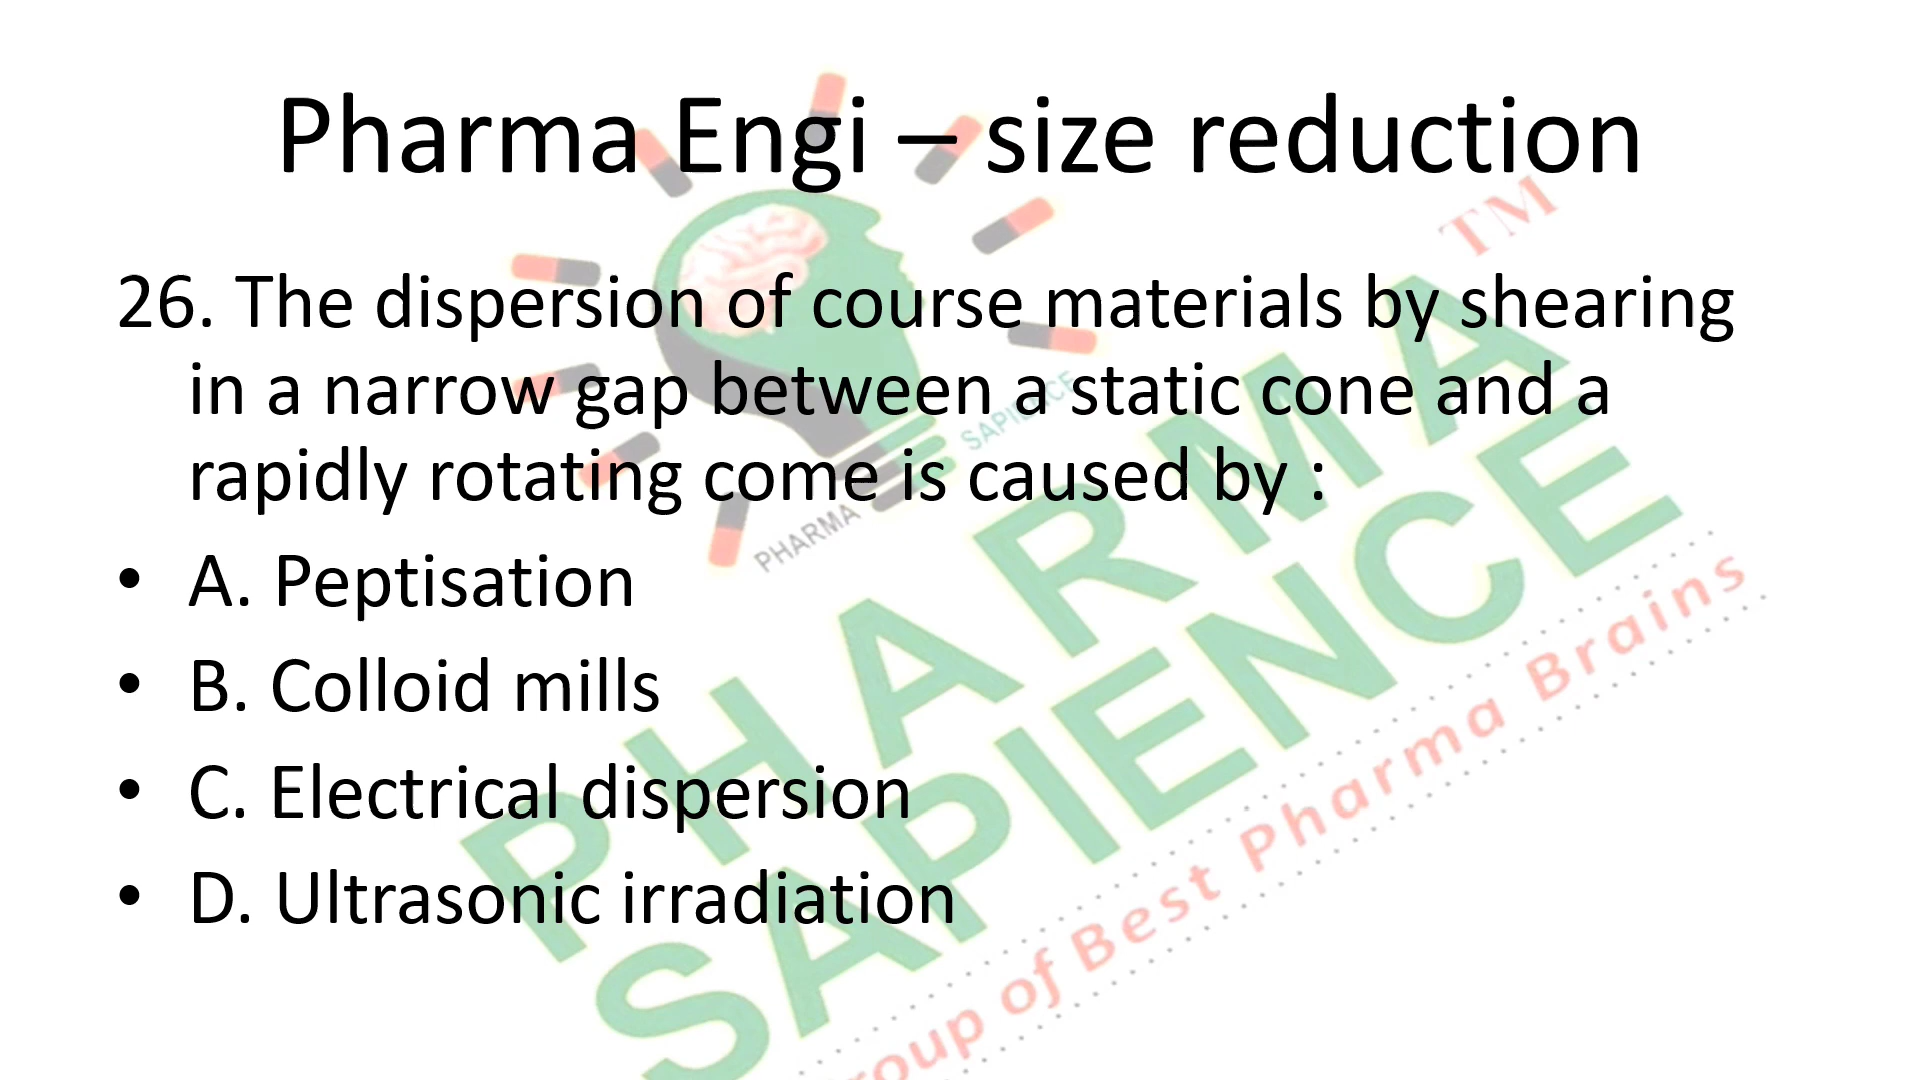 Pharma Engi – size reduction
26. The dispersion of course materials by shearing
in a narrow gap between a static cone and a
rapidly rotating come is caused by :
• A. Peptisation
• B. Colloid mills
• C. Electrical dispersion
• D. Ultrasonic irradiation
PHARMA
SAPIENCE
TM
PHARMA
SAPIENCE
roup of Best Pharma Brains